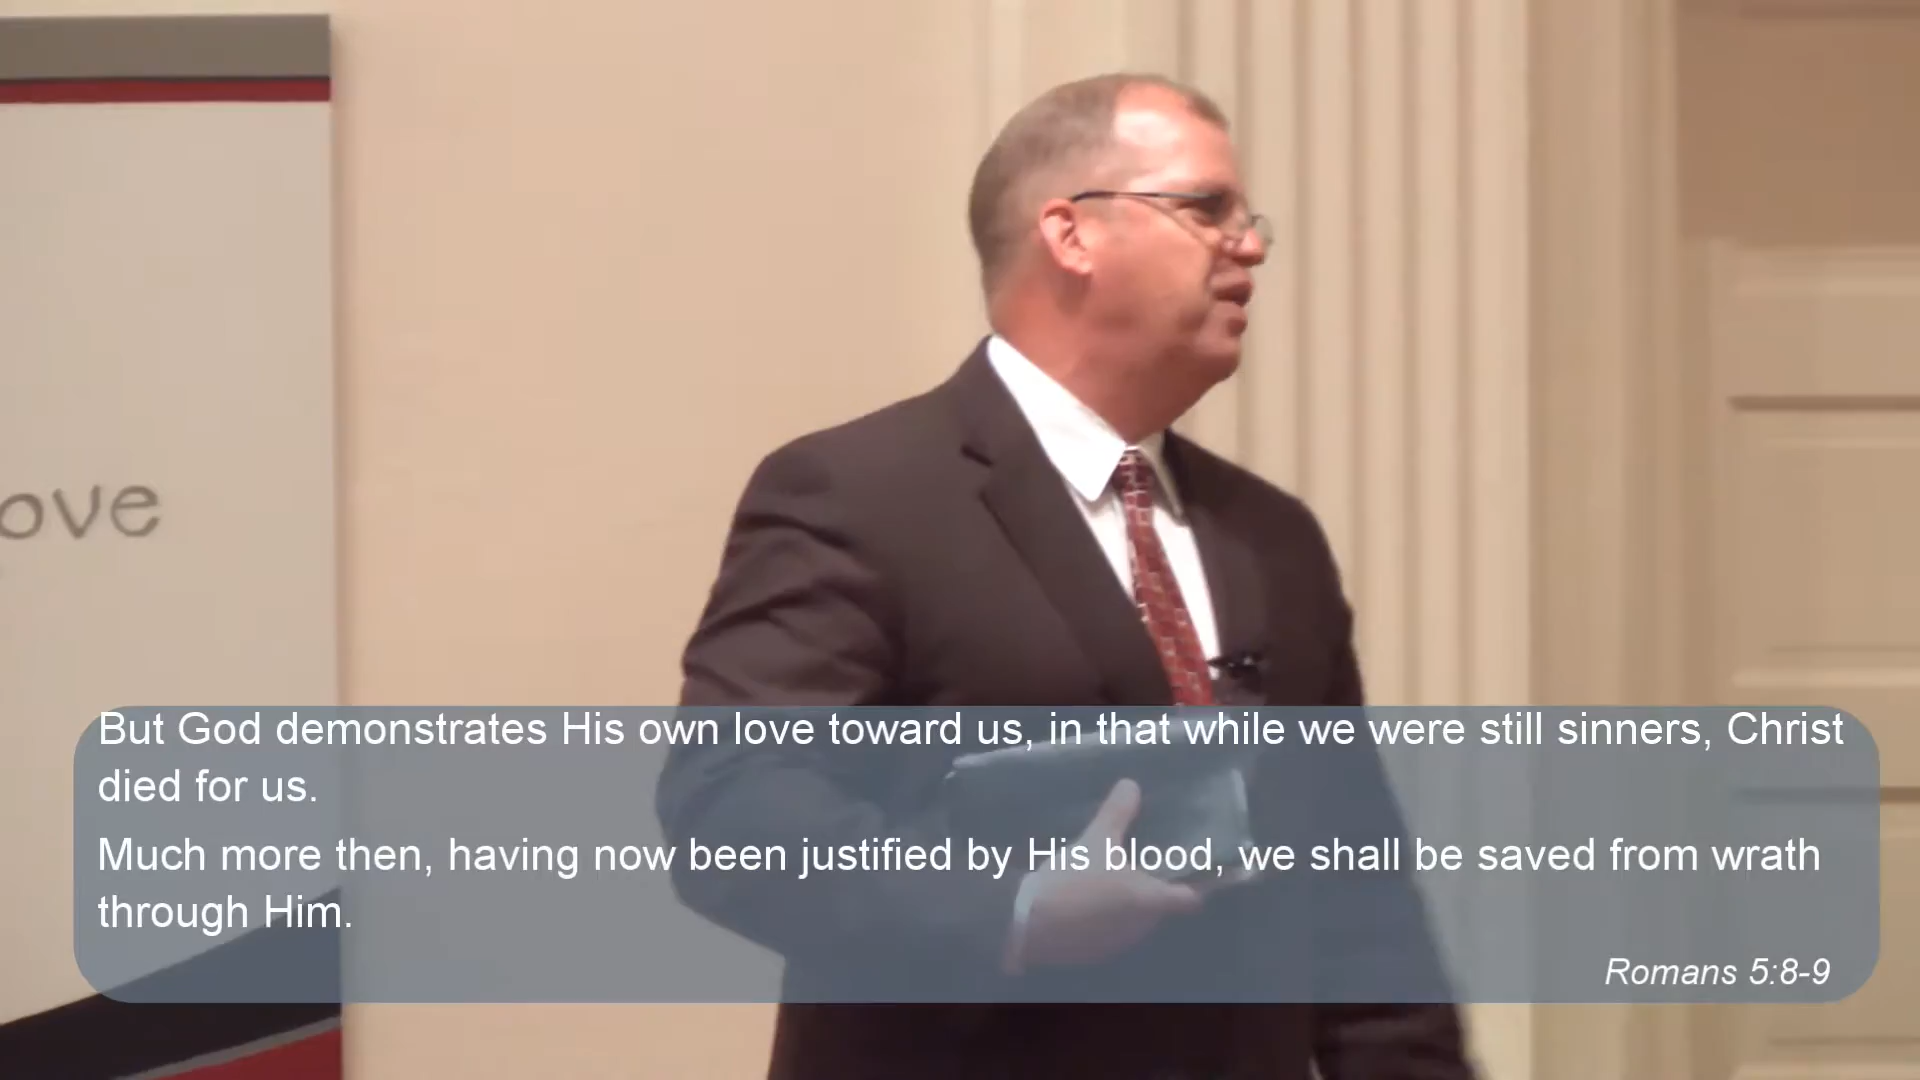 ove
But God demonstrates His own love toward us, in that while we were still sinners, Christ
died for us.
Much more then, having now been justified by His blood, we shall be saved from wrath
through Him.
Romans 5:8-9